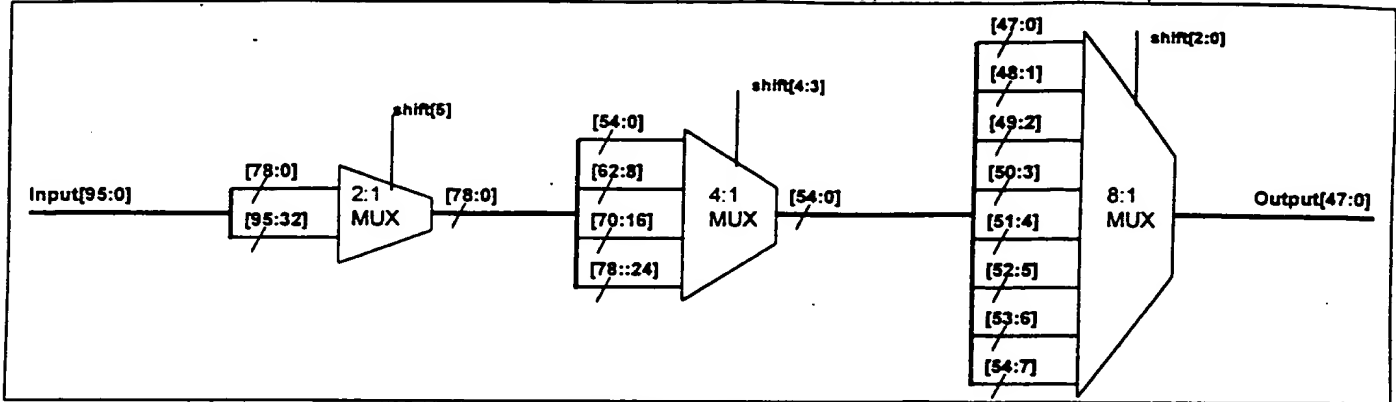 Input[95:0]
[78:0]
[95:32]
shift[5]
2:1
MUX
[78:0]
[54:0]
[62:8]
[70:16]
[78::24]
shift[4:3]
4:1
MUX
[54:0]
[47:0]
[48:1]
[49:2]
[50:3]
[51:4]
[52:5]
[53:6]
[54:7]
shift[2:0]
8:1
MUX
Output[47:0]